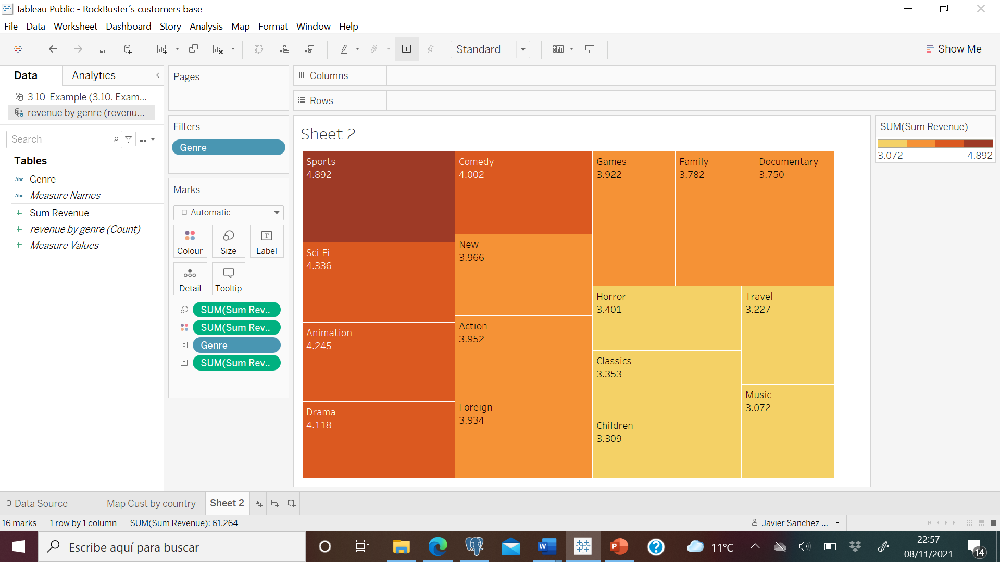 Tableau Public - RockBuster´s customers base
File Data Worksheet Dashboard Story Analysis Map Format Window Help
Standard
Show Me
Data Analytics
3 10 Example (3.10. Exam...
revenue by genre (revenu...
Search
Tables
Abc Genre
Abc Measure Names
# Sum Revenue
# revenue by genre (Count)
# Measure Values
Pages
Filters
Genre
Marks
Automatic
Colour Size Label
Detail Tooltip
SUM(Sum Rev..
SUM(Sum Rev..
Genre
SUM(Sum Rev..
Columns
Rows
Sheet 2
Sports
4.892
Sci-Fi
4.336
Animation
4.245
Drama
4.118
Comedy
4.002
New
3.966
Action
3.952
Foreign
3.934
Games
3.922
Family
3.782
Documentary
3.750
Horror
3.401
Classics
3.353
Children
3.309
Travel
3.227
Music
3.072
SUM(Sum Revenue)
3.072 4.892
Data Source Map Cust by country Sheet 2
16 marks 1 row by 1 column SUM(Sum Revenue): 61.264
Javier Sanchez ...
Escribe aquí para buscar
11°C
22:57
08/11/2021
14